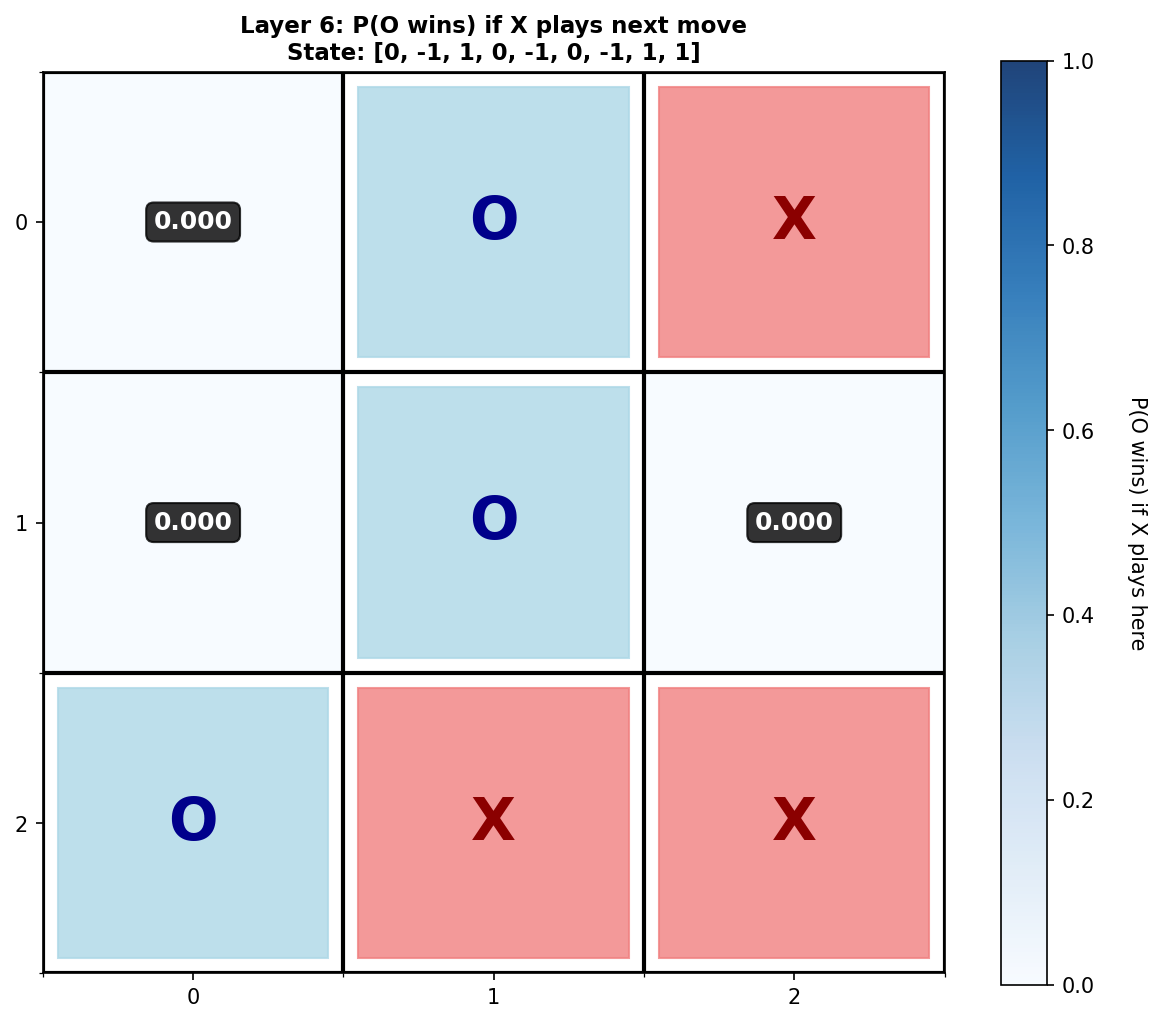 Layer 6: P(O wins) if X plays next move
State: [0, -1, 1, 0, -1, 0, -1, 1, 1]
0
0.000
O
X
1
0.000
O
0.000
2
O
X
X
0
1
2
1.0
0.8
0.6
0.4
0.2
0.0
P(O wins) if X plays here